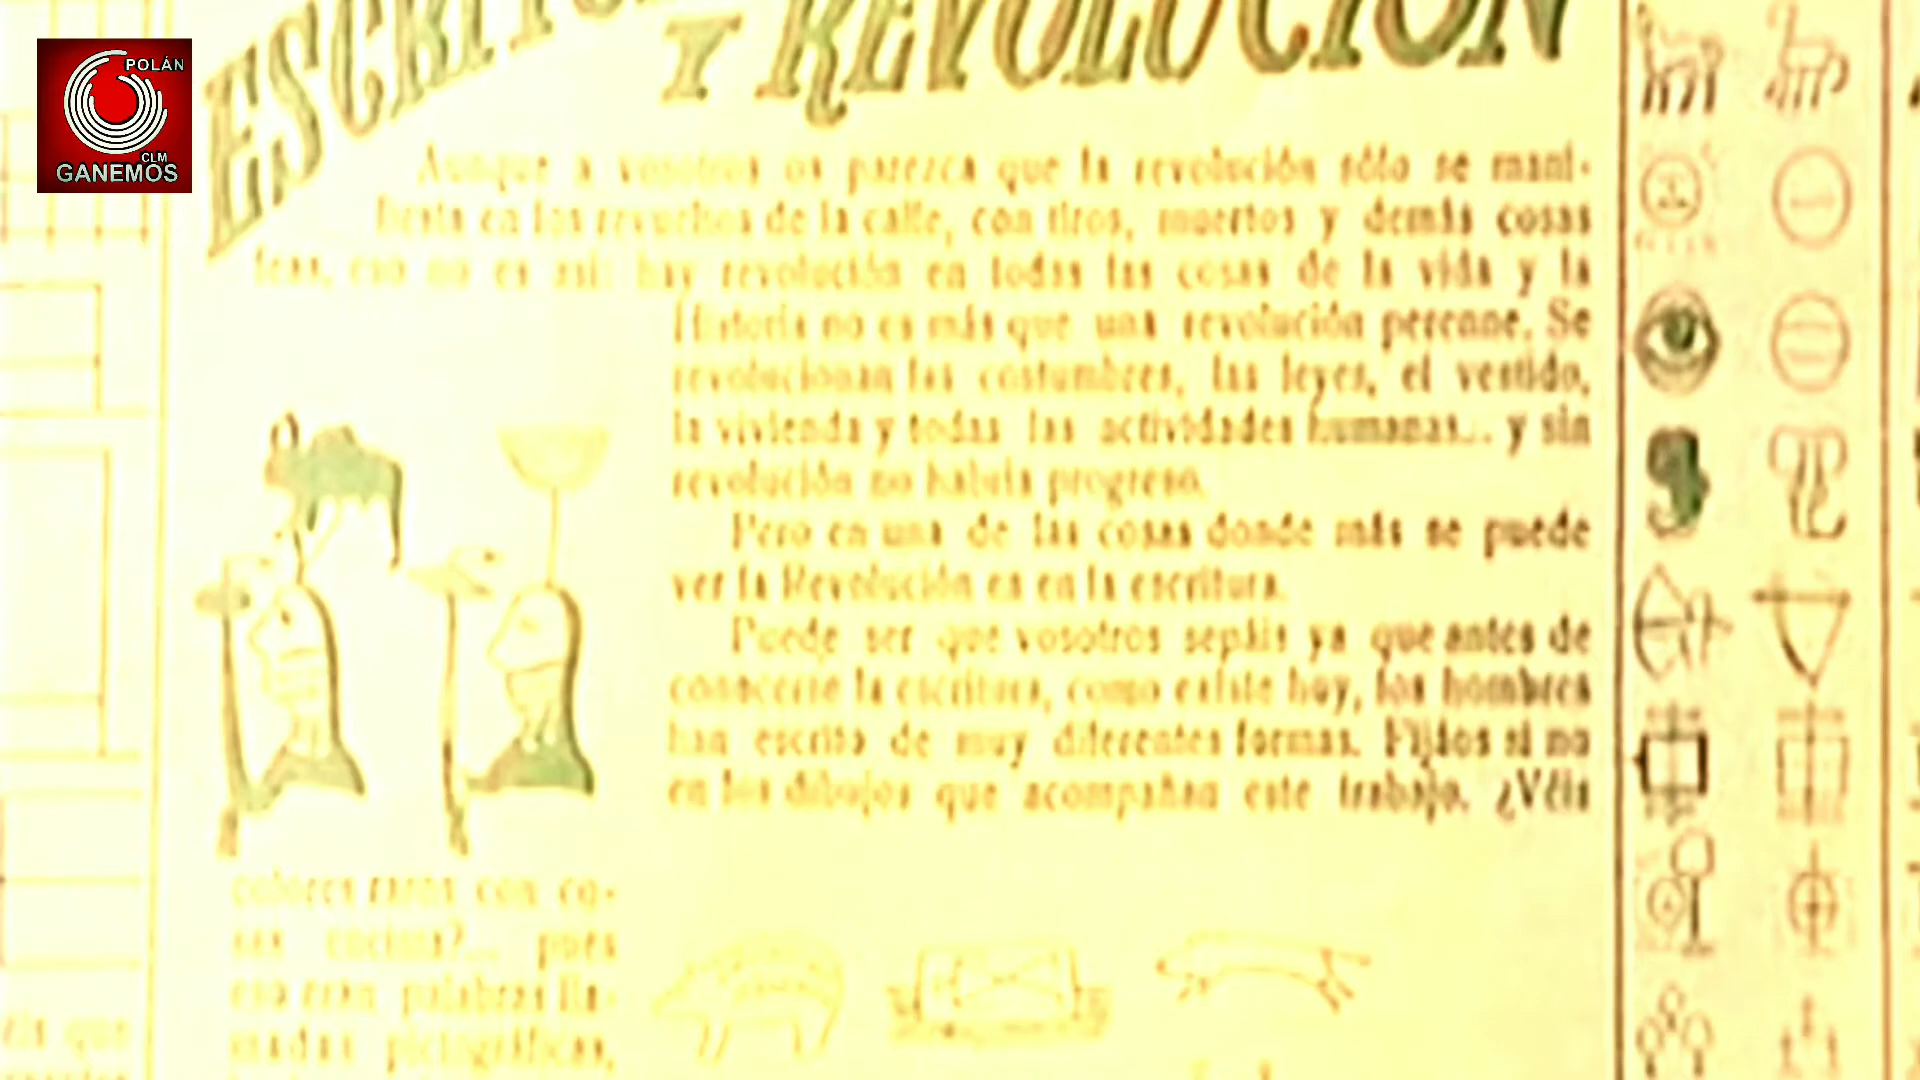 POLÁN
CLM
GANEMOS
Y REVOLUCIÓN
Aunque a vosotros os parezca que la revolución sólo se mani-
fiesta en los revueltos de la calle, con tiros, muertos y demás cosas
feas, eso no es así: hay revolución en todas las cosas de la vida y la
Historia no es más que una revolución perenne. Se
revolucionan las costumbres, las leyes, el vestido,
la vivienda y todas las actividades humanas... y sin
revolución no habría progreso.
Pero en una de las cosas donde más se puede
ver la Revolución es en la escritura.
Puede ser que vosotros sepáis ya que antes de
conocerse la escritura, como existe hoy, los hombres
han escrito de muy diferentes formas. Fijáos si no
en los dibujos que acompañan este trabajo. ¿Véis
colores raros con co-
sas encima?... pues
eso eran palabras lla-
madas pictográficas,